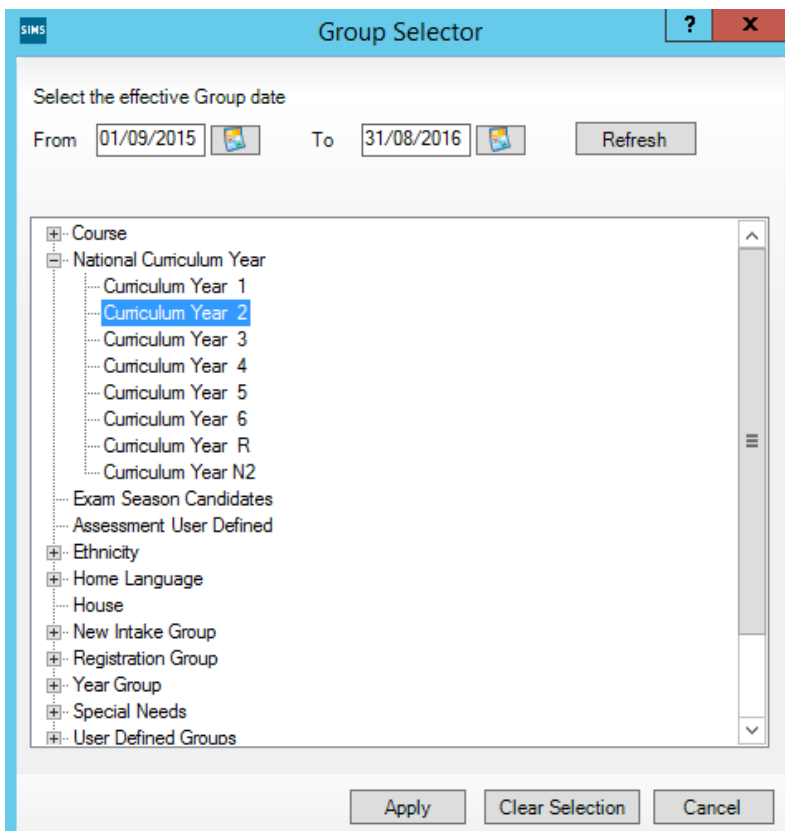 SIMS Group Selector ? x
Select the effective Group date
From 01/09/2015 To 31/08/2016 Refresh
Course
National Curriculum Year
Curriculum Year 1
Curriculum Year 2
Curriculum Year 3
Curriculum Year 4
Curriculum Year 5
Curriculum Year 6
Curriculum Year R
Curriculum Year N2
Exam Season Candidates
Assessment User Defined
Ethnicity
Home Language
House
New Intake Group
Registration Group
Year Group
Special Needs
User Defined Groups
Apply Clear Selection Cancel